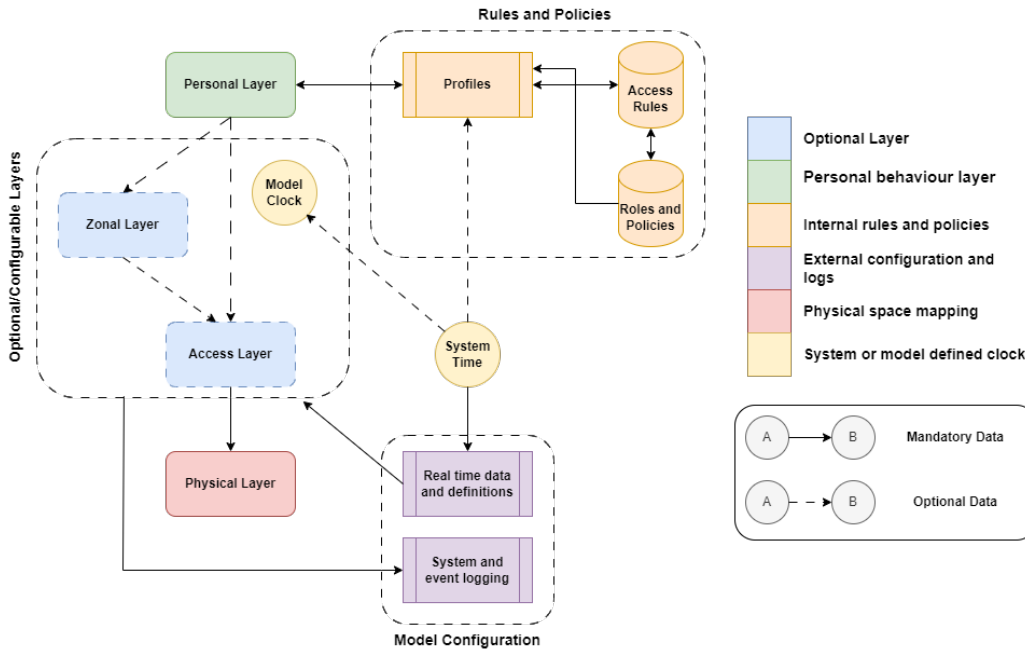 Rules and Policies
Personal Layer
Profiles
Access
Rules
Optional/Configurable Layers
Zonal Layer
Model
Clock
Roles and
Policies
Access Layer
System
Time
Physical Layer
Real time data
and definitions
System and
event logging
Model Configuration
Optional Layer
Personal behaviour layer
Internal rules and policies
External configuration and
logs
Physical space mapping
System or model defined clock
A
B
Mandatory Data
A
B
Optional Data